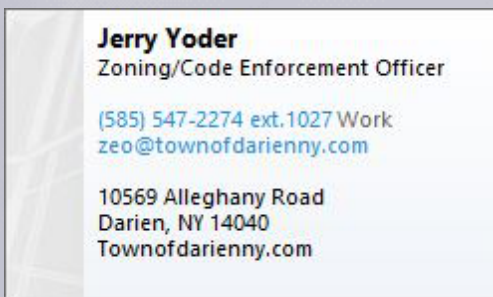 Jerry Yoder
Zoning/Code Enforcement Officer
(585) 547-2274 ext.1027 Work
zeo@townofdarienny.com
10569 Alleghany Road
Darien, NY 14040
Townofdarienny.com